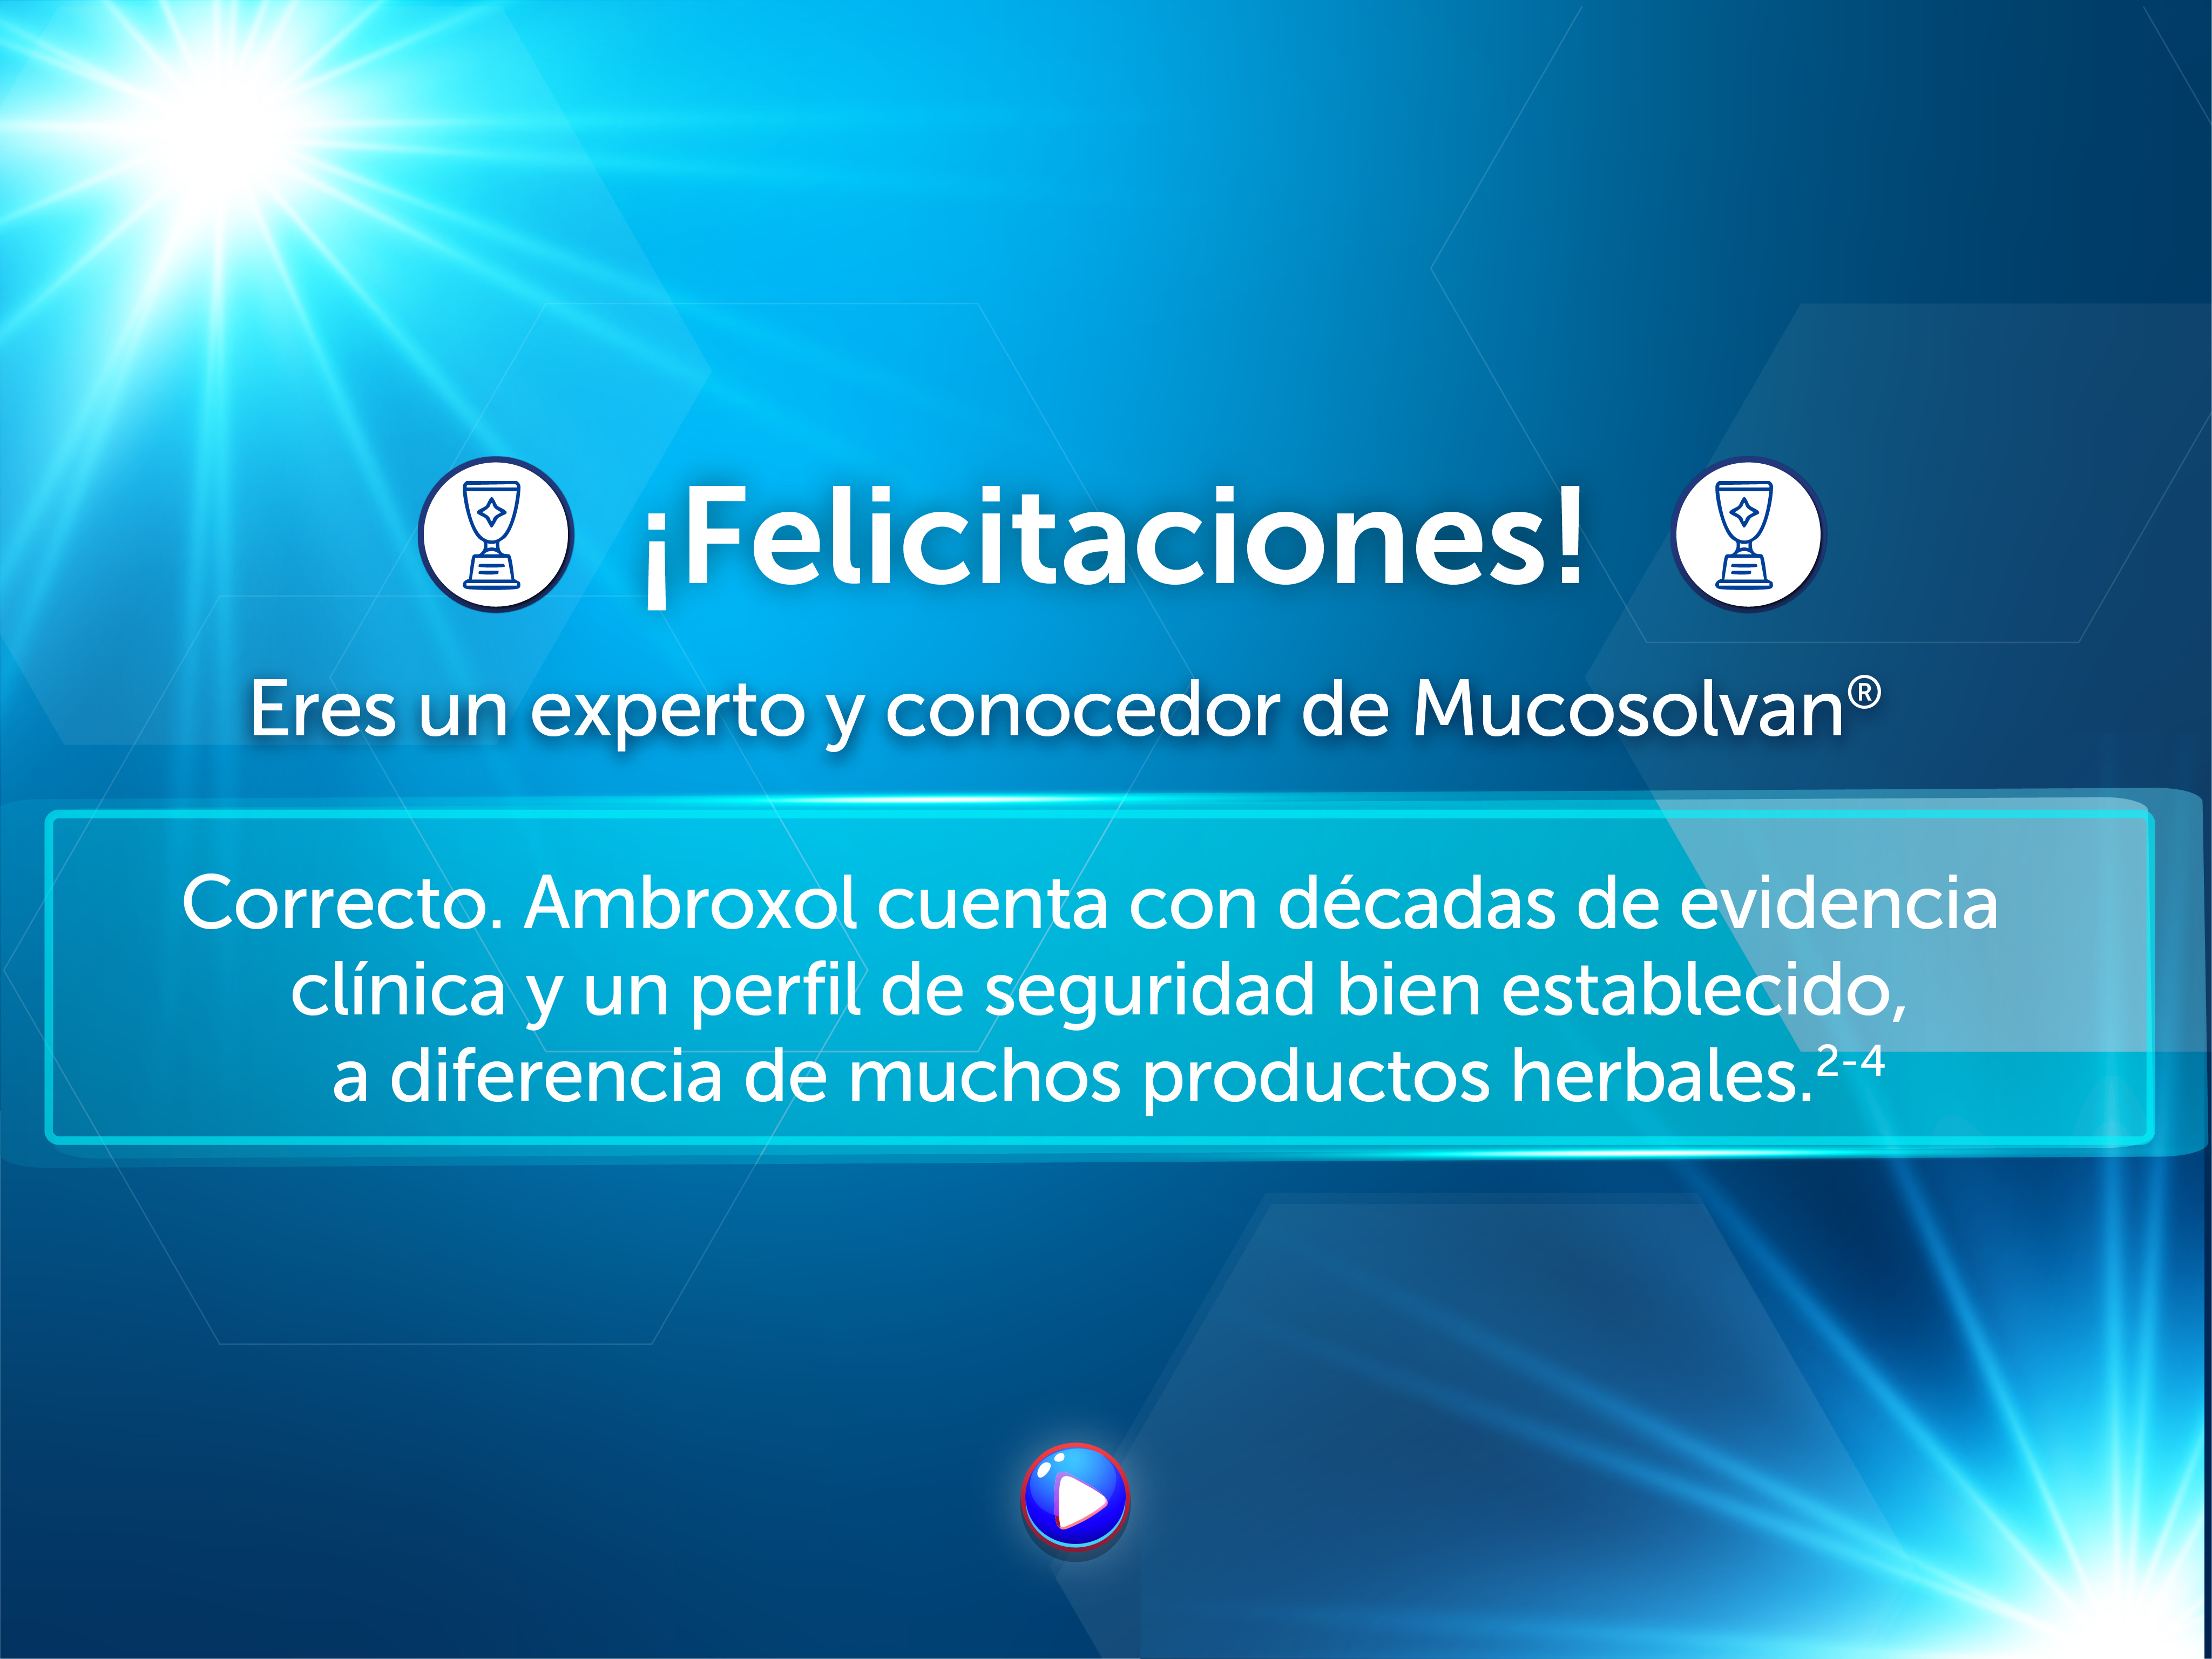 ¡Felicitaciones!
Eres un experto y conocedor de Mucosolvan®
Correcto. Ambroxol cuenta con décadas de evidencia
clínica y un perfil de seguridad bien establecido,
a diferencia de muchos productos herbales.2-4